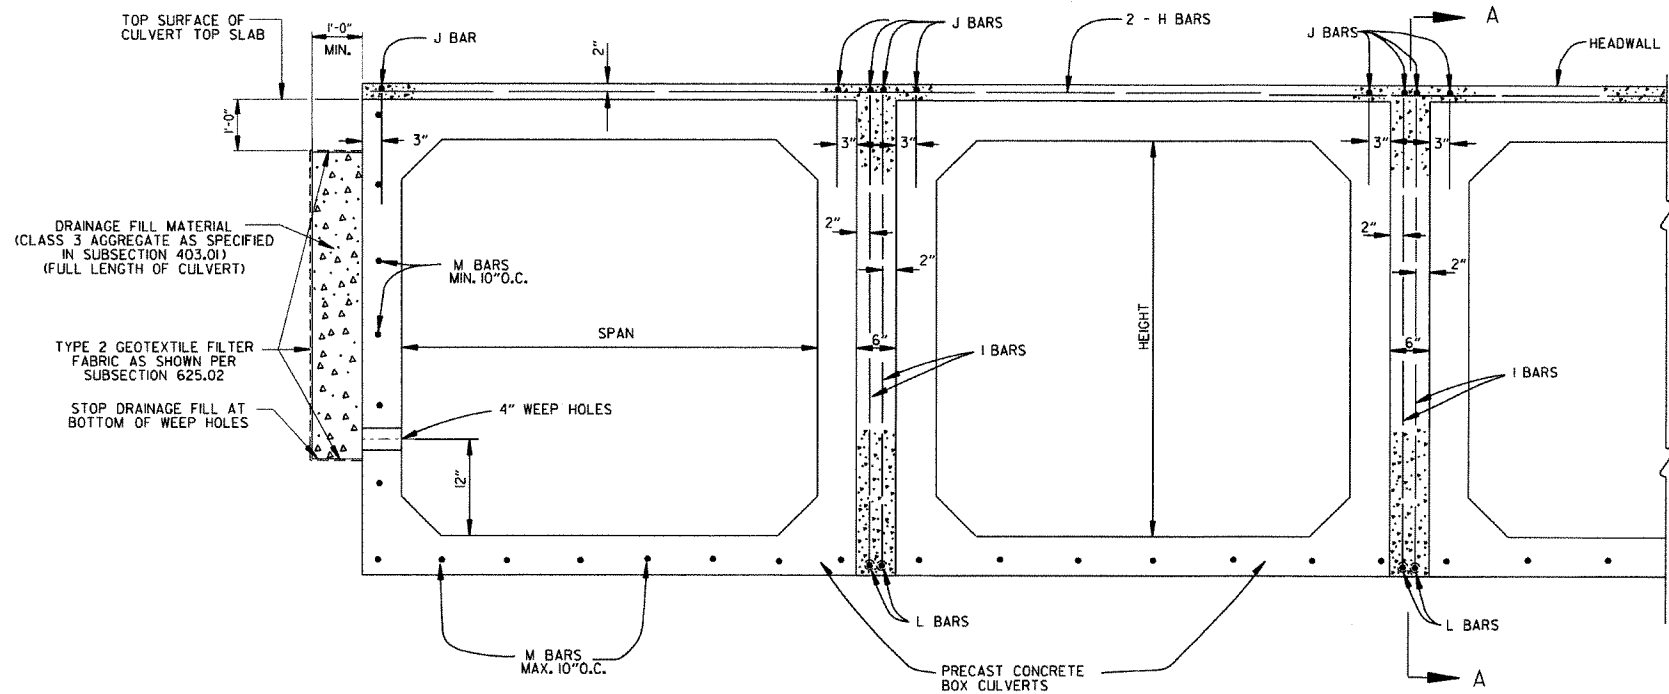 TOP SURFACE OF
CULVERT TOP SLAB
1'-0"
MIN.
J BAR
2"
J BARS
2 - H BARS
J BARS
A
HEADWALL
1'-0"
3"
3"
3"
3"
3"
DRAINAGE FILL MATERIAL
(CLASS 3 AGGREGATE AS SPECIFIED
IN SUBSECTION 403.01)
(FULL LENGTH OF CULVERT)
M BARS
MIN. 10"O.C.
2"
2"
2"
2"
TYPE 2 GEOTEXTILE FILTER
FABRIC AS SHOWN PER
SUBSECTION 625.02
SPAN
HEIGHT
6"
6"
I BARS
I BARS
STOP DRAINAGE FILL AT
BOTTOM OF WEEP HOLES
4" WEEP HOLES
12"
L BARS
L BARS
M BARS
MAX. 10"O.C.
PRECAST CONCRETE
BOX CULVERTS
A